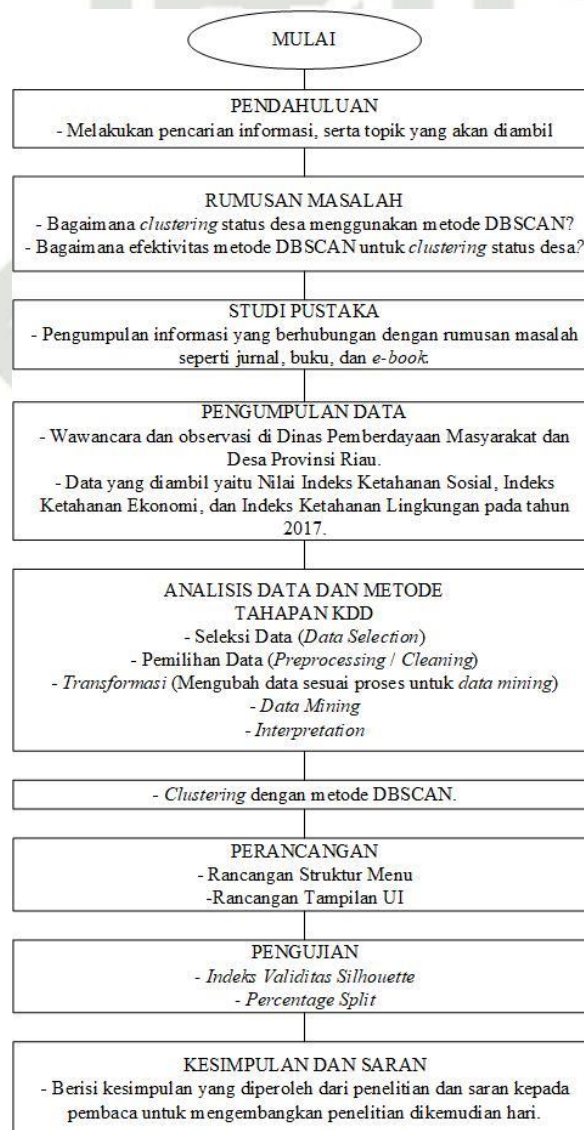 MULAI
PENDAHULUAN
- Melakukan pencarian informasi, serta topik yang akan diambil
RUMUSAN MASALAH
- Bagaimana clustering status desa menggunakan metode DBSCAN?
- Bagaimana efektivitas metode DBSCAN untuk clustering status desa?
STUDI PUSTAKA
- Pengumpulan informasi yang berhubungan dengan rumusan masalah
seperti jurnal, buku, dan e-book.
PENGUMPULAN DATA
- Wawancara dan observasi di Dinas Pemberdayaan Masyarakat dan
Desa Provinsi Riau.
- Data yang diambil yaitu Nilai Indeks Ketahanan Sosial, Indeks
Ketahanan Ekonomi, dan Indeks Ketahanan Lingkungan pada tahun
2017.
ANALISIS DATA DAN METODE
TAHAPAN KDD
- Seleksi Data (Data Selection)
- Pemilihan Data (Preprocessing / Cleaning)
- Transformasi (Mengubah data sesuai proses untuk data mining)
- Data Mining
- Interpretation
- Clustering dengan metode DBSCAN.
PERANCANGAN
- Rancangan Struktur Menu
-Rancangan Tampilan UI
PENGUJIAN
- Indeks Validitas Silhouette
- Percentage Split
KESIMPULAN DAN SARAN
- Berisi kesimpulan yang diperoleh dari penelitian dan saran kepada
pembaca untuk mengembangkan penelitian dikemudian hari.